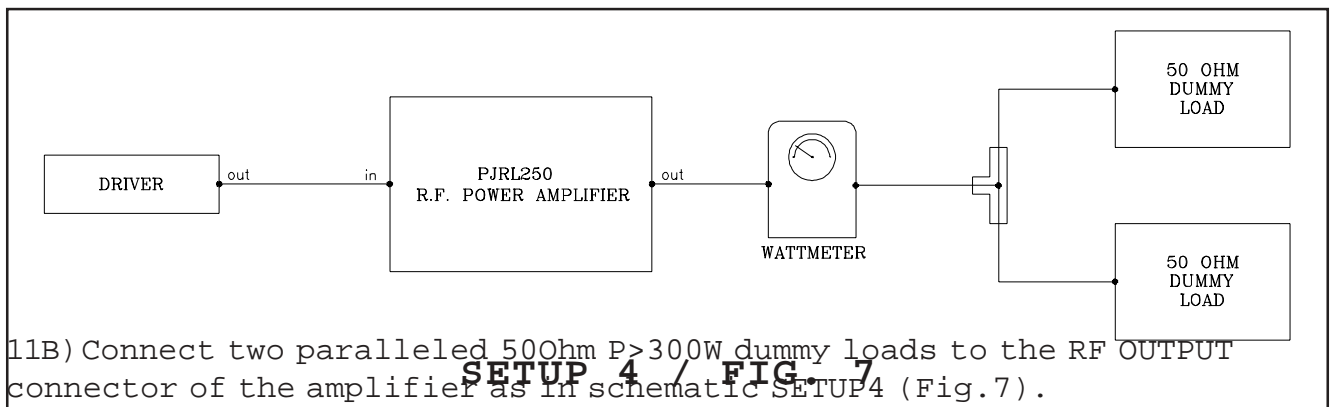 50 OHM
DUMMY
LOAD
DRIVER
out
in
PJRL250
R.F. POWER AMPLIFIER
out
WATTMETER
50 OHM
DUMMY
LOAD
11B)Connect two paralleled 50Ohm P>300W dummy loads to the RF OUTPUT
connector of the amplifier as in schematic SETUP4 (Fig.7).
SETUP 4 / FIG. 7